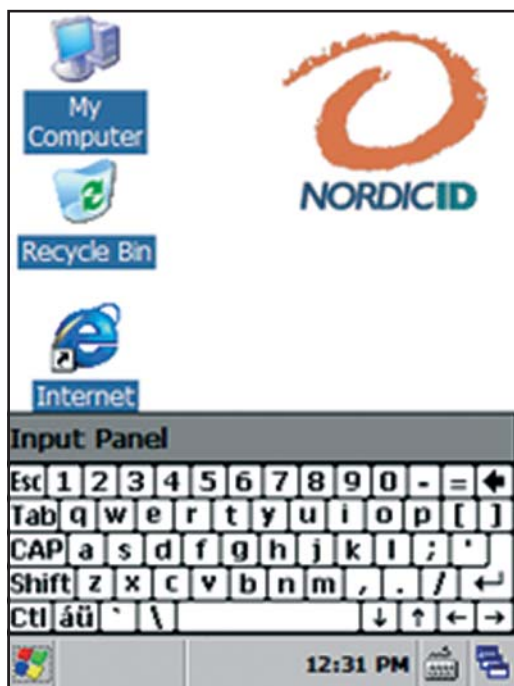 My
Computer
NORDICID
Recycle Bin
Internet
Input Panel
Esc 1 2 3 4 5 6 7 8 9 0 - =
Tab q w e r t y u i o p [ ]
CAP a s d f g h j k l ; '
Shift z x c v b n m , . /
Ctl áü ` \ ↓ ↑ ← →
12:31 PM